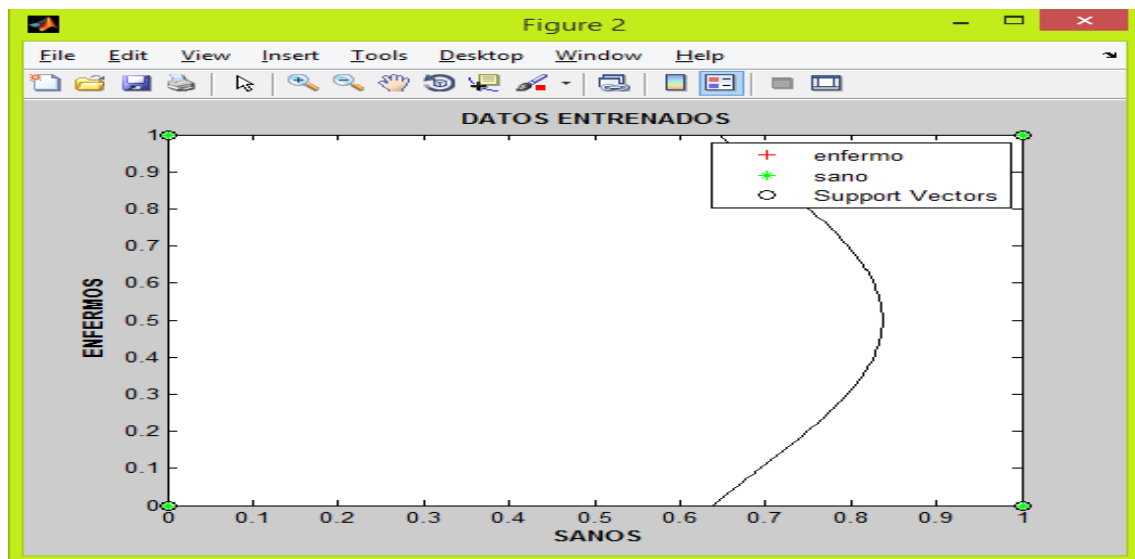 Figure 2
File Edit View Insert Tools Desktop Window Help
DATOS ENTRENADOS
enfermo
sano
Support Vectors
ENFERMOS
1
0.9
0.8
0.7
0.6
0.5
0.4
0.3
0.2
0.1
0
0 0.1 0.2 0.3 0.4 0.5 0.6 0.7 0.8 0.9 1
SANOS